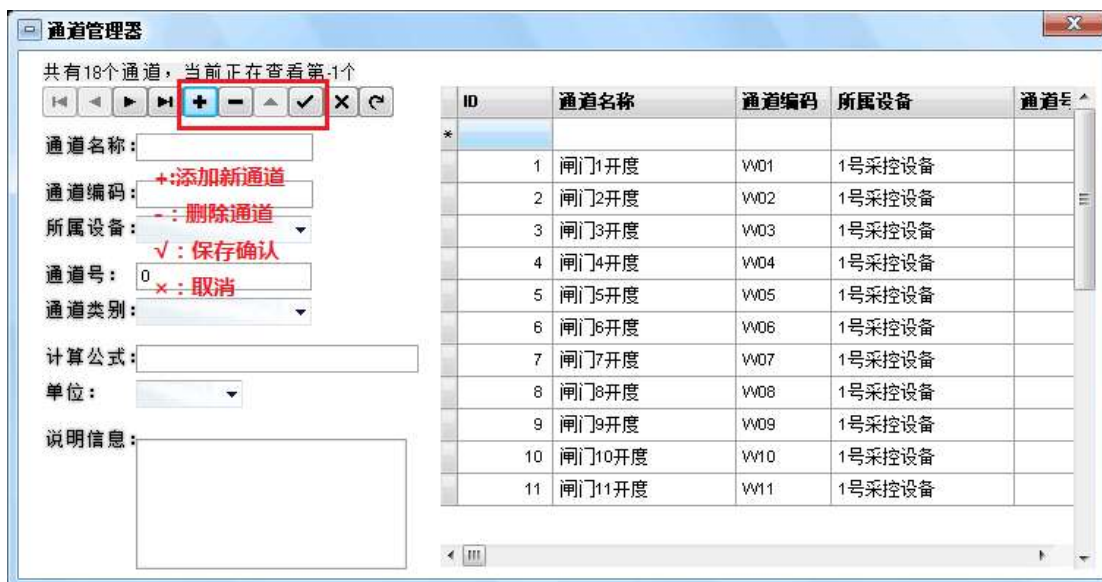 通道管理器
共有18个通道，当前正在查看第-1个
通道名称：
通道编码：
所属设备：
通道号： 0
通道类别：
计算公式：
单位：
说明信息：
+:添加新通道
-：删除通道
√：保存确认
×：取消
ID 通道名称 通道编码 所属设备 通道号
*
1 闸门1开度 W01 1号采控设备
2 闸门2开度 W02 1号采控设备
3 闸门3开度 W03 1号采控设备
4 闸门4开度 W04 1号采控设备
5 闸门5开度 W05 1号采控设备
6 闸门6开度 W06 1号采控设备
7 闸门7开度 W07 1号采控设备
8 闸门8开度 W08 1号采控设备
9 闸门9开度 W09 1号采控设备
10 闸门10开度 W10 1号采控设备
11 闸门11开度 W11 1号采控设备